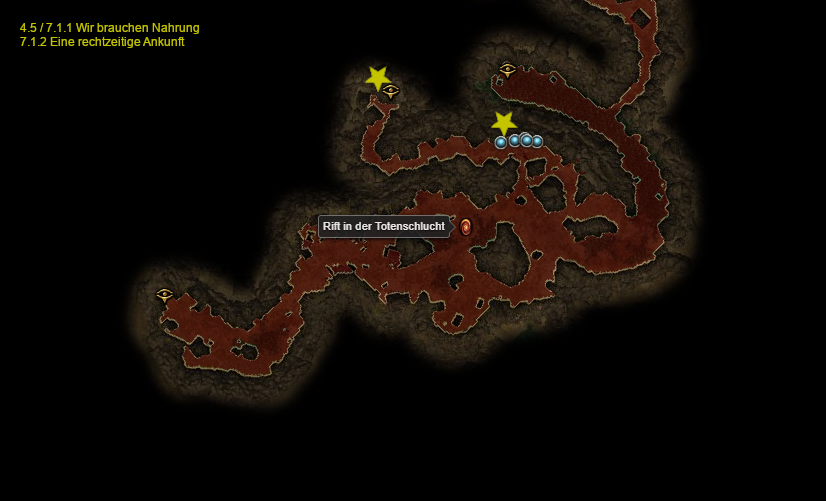 4.5 / 7.1.1 Wir brauchen Nahrung
7.1.2 Eine rechtzeitige Ankunft
Rift in der Totenschlucht